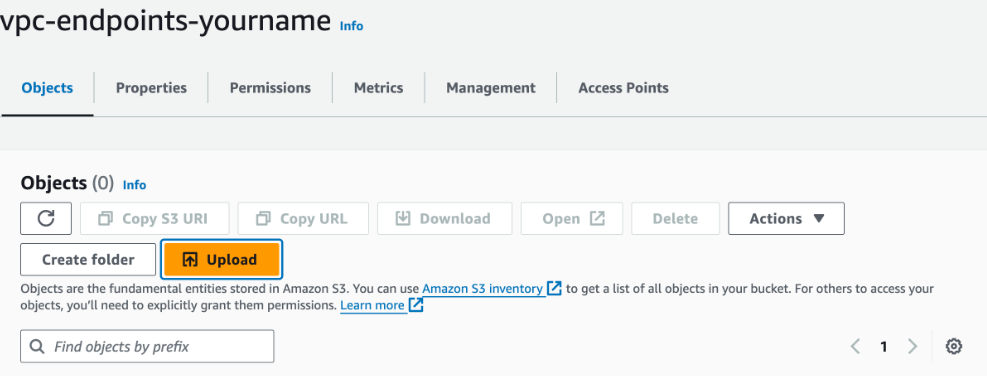 vpc-endpoints-yourname Info
Objects Properties Permissions Metrics Management Access Points
Objects (0) Info
Copy S3 URI Copy URL Download Open Delete Actions
Create folder Upload
Objects are the fundamental entities stored in Amazon S3. You can use Amazon S3 inventory to get a list of all objects in your bucket. For others to access your
objects, you'll need to explicitly grant them permissions. Learn more
Find objects by prefix 1